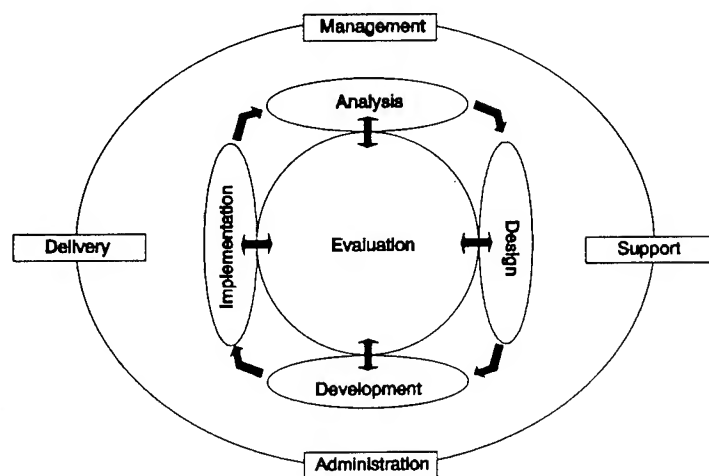 Management
Analysis
Implementation
Design
Evaluation
Delivery
Support
Development
Administration